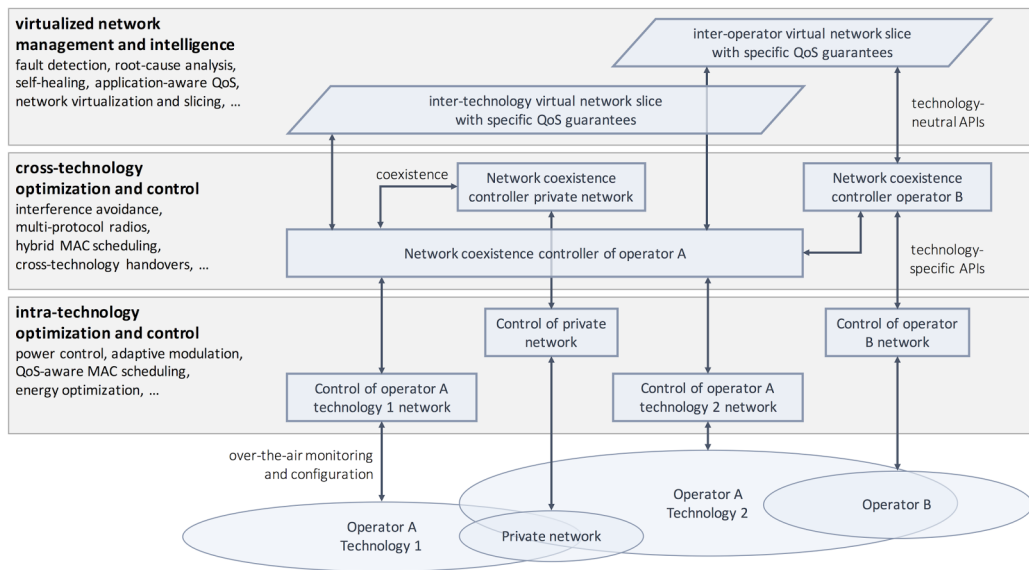 virtualized network
management and intelligence
fault detection, root-cause analysis,
self-healing, application-aware QoS,
network virtualization and slicing, ...
inter-operator virtual network slice
with specific QoS guarantees
inter-technology virtual network slice
with specific QoS guarantees
technology-
neutral APIs
cross-technology
optimization and control
interference avoidance,
multi-protocol radios,
hybrid MAC scheduling,
cross-technology handovers, ...
coexistence
Network coexistence
controller private network
Network coexistence
controller operator B
Network coexistence controller of operator A
technology-
specific APIs
intra-technology
optimization and control
power control, adaptive modulation,
QoS-aware MAC scheduling,
energy optimization, ...
Control of private
network
Control of operator
B network
Control of operator A
technology 1 network
Control of operator A
technology 2 network
over-the-air monitoring
and configuration
Operator A
Technology 1
Private network
Operator A
Technology 2
Operator B